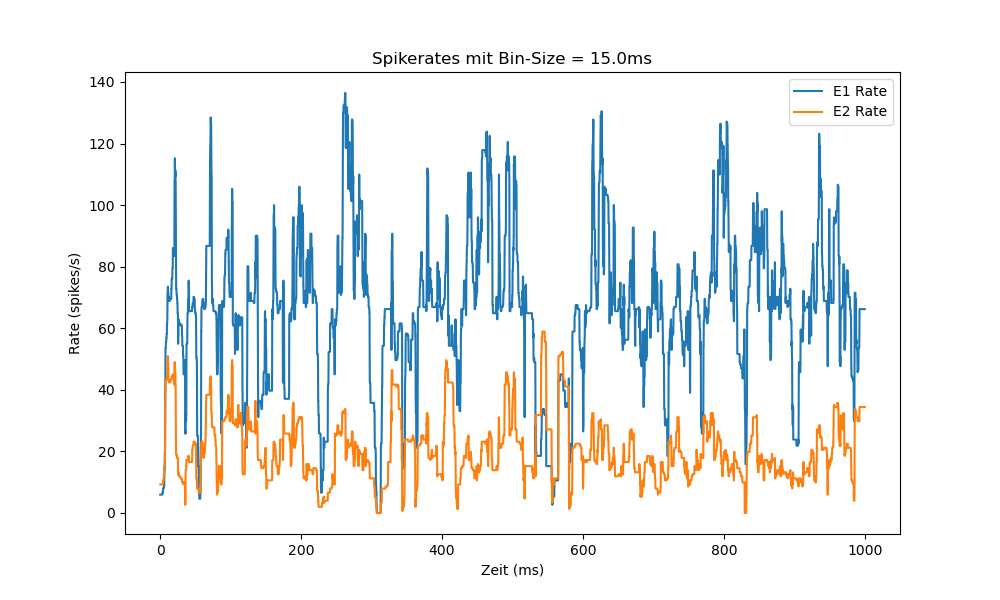 Spikerates mit Bin-Size = 15.0ms
E1 Rate
E2 Rate
140
120
100
80
60
40
20
0
Rate (spikes/s)
0 200 400 600 800 1000
Zeit (ms)